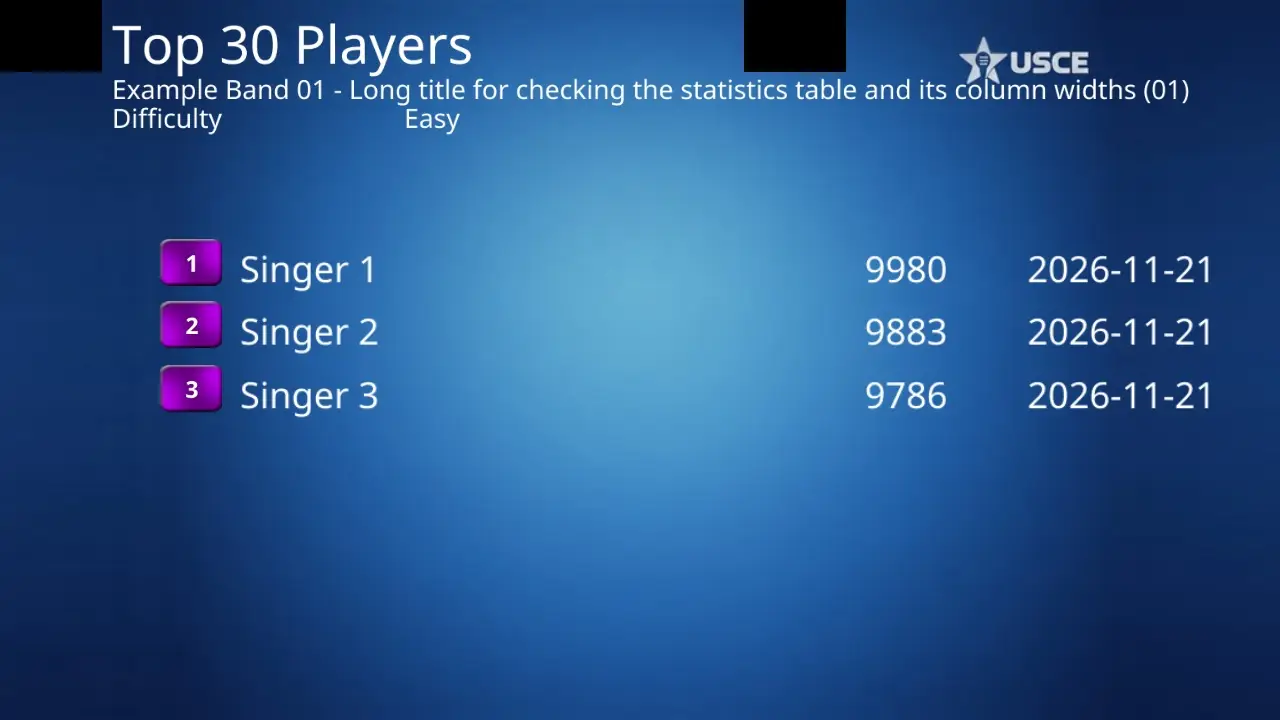 Top 30 Players
USCE
Example Band 01 - Long title for checking the statistics table and its column widths (01)
Difficulty Easy
1 Singer 1 9980 2026-11-21
2 Singer 2 9883 2026-11-21
3 Singer 3 9786 2026-11-21